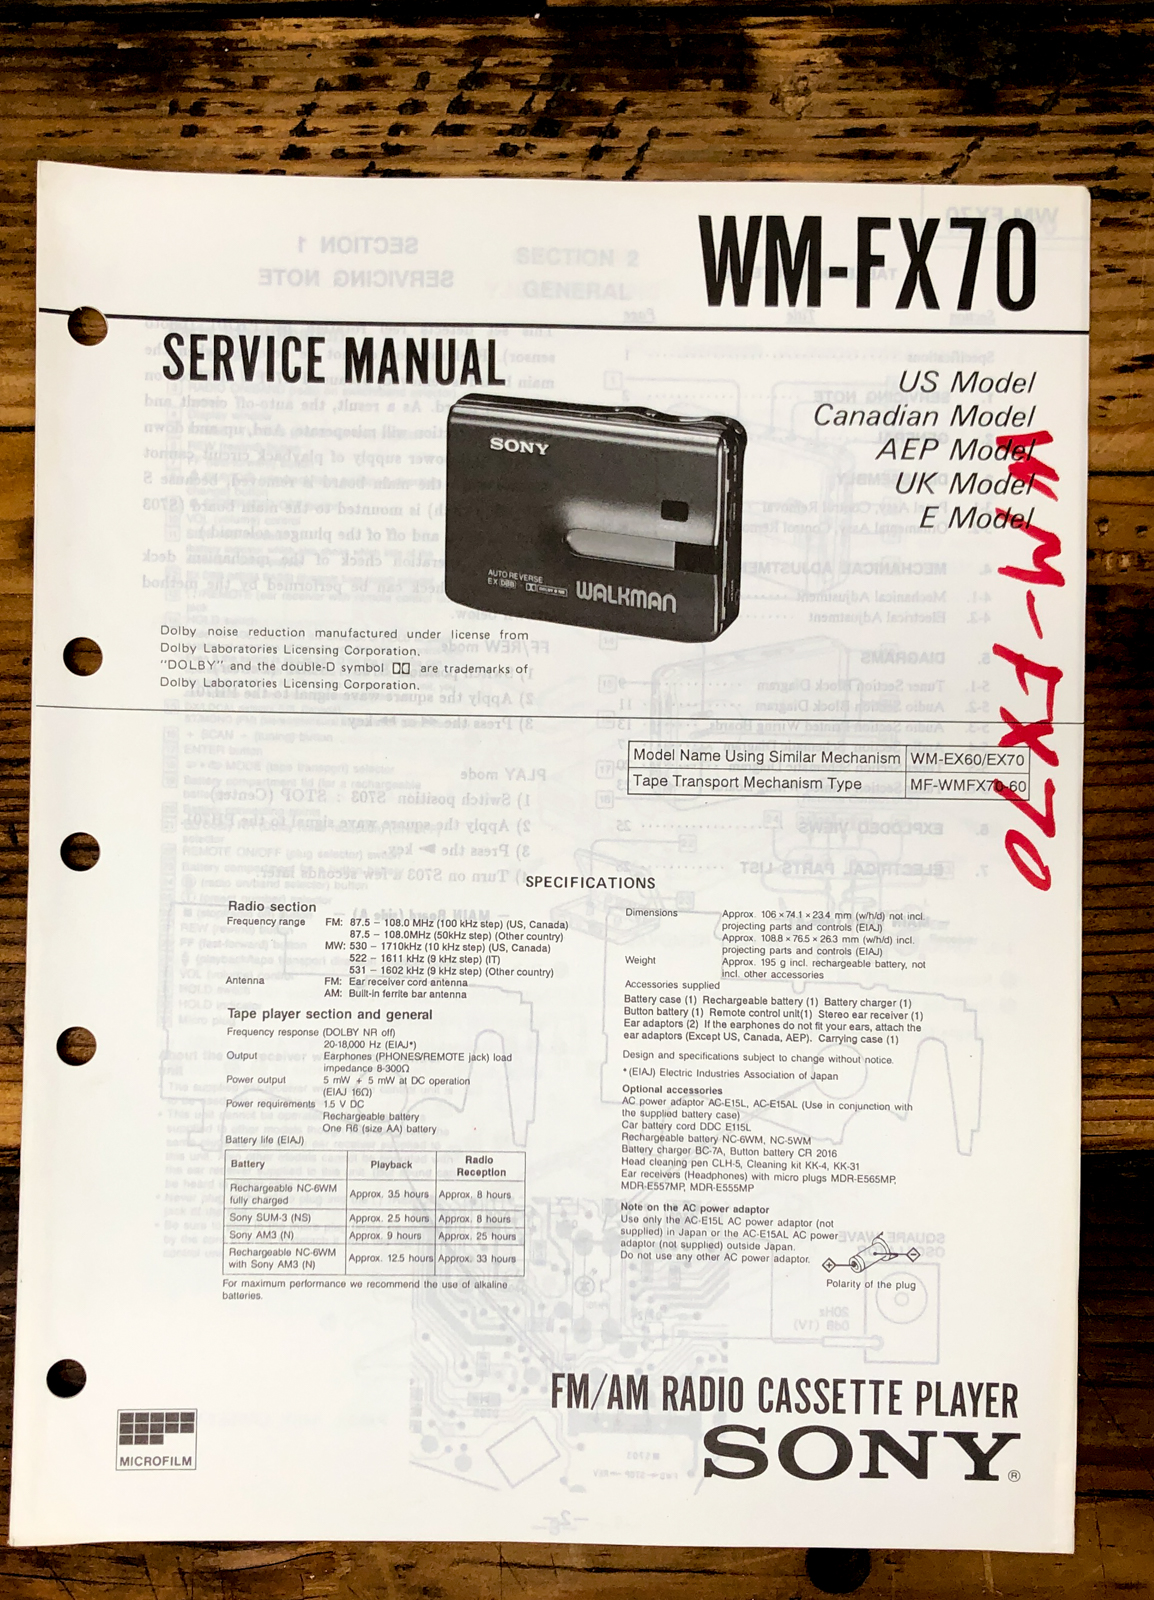 WM-FX70
SERVICE MANUAL
US Model
Canadian Model
AEP Model
UK Model
E Model
WM-FX70
SONY
AUTO REVERSE
EX DBB
WALKMAN
Dolby noise reduction manufactured under license from
Dolby Laboratories Licensing Corporation.
"DOLBY" and the double-D symbol are trademarks of
Dolby Laboratories Licensing Corporation.
Model Name Using Similar Mechanism WM-EX60/EX70
Tape Transport Mechanism Type MF-WMFX70-60
SPECIFICATIONS
Radio section
Frequency range FM: 87.5 – 108.0 MHz (100 kHz step) (US, Canada)
87.5 – 108.0MHz (50kHz step) (Other country)
MW: 530 – 1710kHz (10 kHz step) (US, Canada)
522 – 1611 kHz (9 kHz step) (IT)
531 – 1602 kHz (9 kHz step) (Other country)
Antenna FM: Ear receiver cord antenna
AM: Built-in ferrite bar antenna
Tape player section and general
Frequency response (DOLBY NR off)
20-18,000 Hz (EIAJ*)
Output Earphones (PHONES/REMOTE jack) load
impedance 8-300Ω
Power output 5 mW + 5 mW at DC operation
(EIAJ 16Ω)
Power requirements 1.5 V DC
Rechargeable battery
One R6 (size AA) battery
Battery life (EIAJ)
Battery Playback Radio Reception
Rechargeable NC-6WM fully charged Approx. 3.5 hours Approx. 8 hours
Sony SUM-3 (NS) Approx. 2.5 hours Approx. 8 hours
Sony AM3 (N) Approx. 9 hours Approx. 25 hours
Rechargeable NC-6WM with Sony AM3 (N) Approx. 12.5 hours Approx. 33 hours
For maximum performance we recommend the use of alkaline
batteries.
Dimensions Approx. 106 × 74.1 × 23.4 mm (w/h/d) not incl.
projecting parts and controls (EIAJ)
Approx. 108.8 × 76.5 × 26.3 mm (w/h/d) incl.
projecting parts and controls (EIAJ)
Weight Approx. 195 g incl. rechargeable battery, not
incl. other accessories
Accessories supplied
Battery case (1) Rechargeable battery (1) Battery charger (1)
Button battery (1) Remote control unit(1) Stereo ear receiver (1)
Ear adaptors (2) If the earphones do not fit your ears, attach the
ear adaptors (Except US, Canada, AEP). Carrying case (1)
Design and specifications subject to change without notice.
*(EIAJ) Electric Industries Association of Japan
Optional accessories
AC power adaptor AC-E15L, AC-E15AL (Use in conjunction with
the supplied battery case)
Car battery cord DDC E115L
Rechargeable battery NC-6WM, NC-5WM
Battery charger BC-7A, Button battery CR 2016
Head cleaning pen CLH-5, Cleaning kit KK-4, KK-31
Ear receivers (Headphones) with micro plugs MDR-E565MP,
MDR-E557MP, MDR-E555MP
Note on the AC power adaptor
Use only the AC-E15L AC power adaptor (not
supplied) in Japan or the AC-E15AL AC power
adaptor (not supplied) outside Japan.
Do not use any other AC power adaptor.
Polarity of the plug
FM/AM RADIO CASSETTE PLAYER
SONY®
MICROFILM